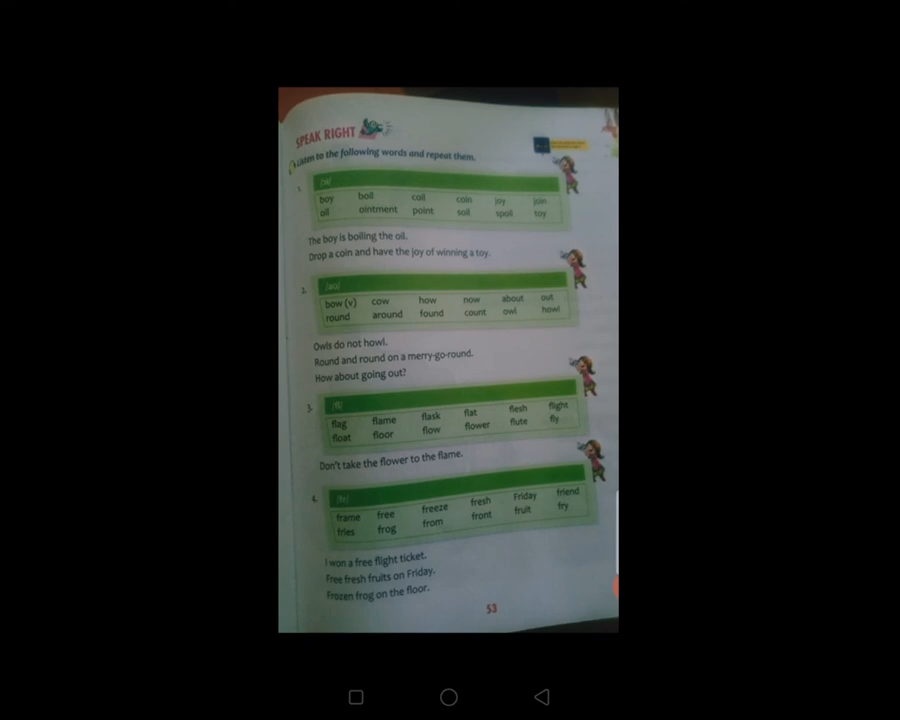 SPEAK RIGHT
Listen to the following words and repeat them.
1.
boy boil coil coin joy join
oil ointment point soil spoil toy
The boy is boiling the oil.
Drop a coin and have the joy of winning a toy.
2.
bow (v) cow how now about out
round around found count owl howl
Owls do not howl.
Round and round on a merry-go-round.
How about going out?
3.
/fl/
flag flame flask flat flesh flight
float floor flow flower flute fly
Don't take the flower to the flame.
4.
/fr/
frame free freeze fresh Friday friend
fries frog from front fruit fry
I won a free flight ticket.
Free fresh fruits on Friday.
Frozen frog on the floor.
53